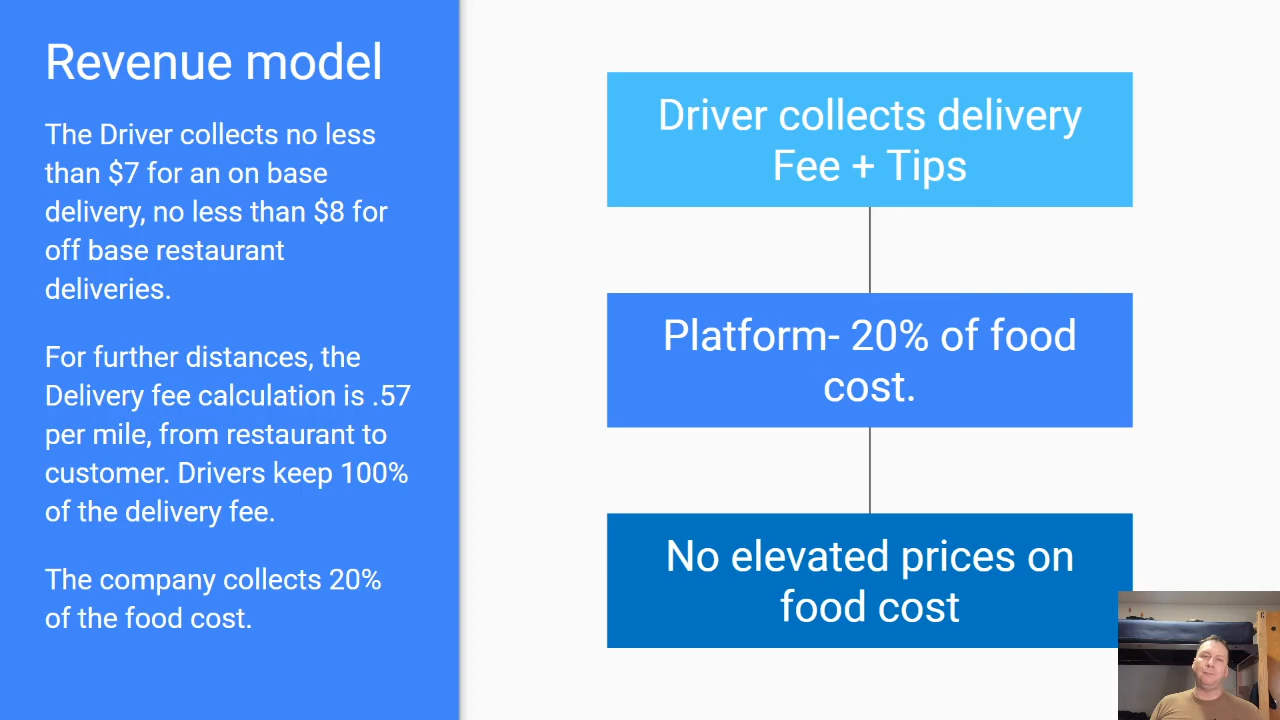 Revenue model
The Driver collects no less
than $7 for an on base
delivery, no less than $8 for
off base restaurant
deliveries.
For further distances, the
Delivery fee calculation is .57
per mile, from restaurant to
customer. Drivers keep 100%
of the delivery fee.
The company collects 20%
of the food cost.
Driver collects delivery
Fee + Tips
Platform- 20% of food
cost.
No elevated prices on
food cost